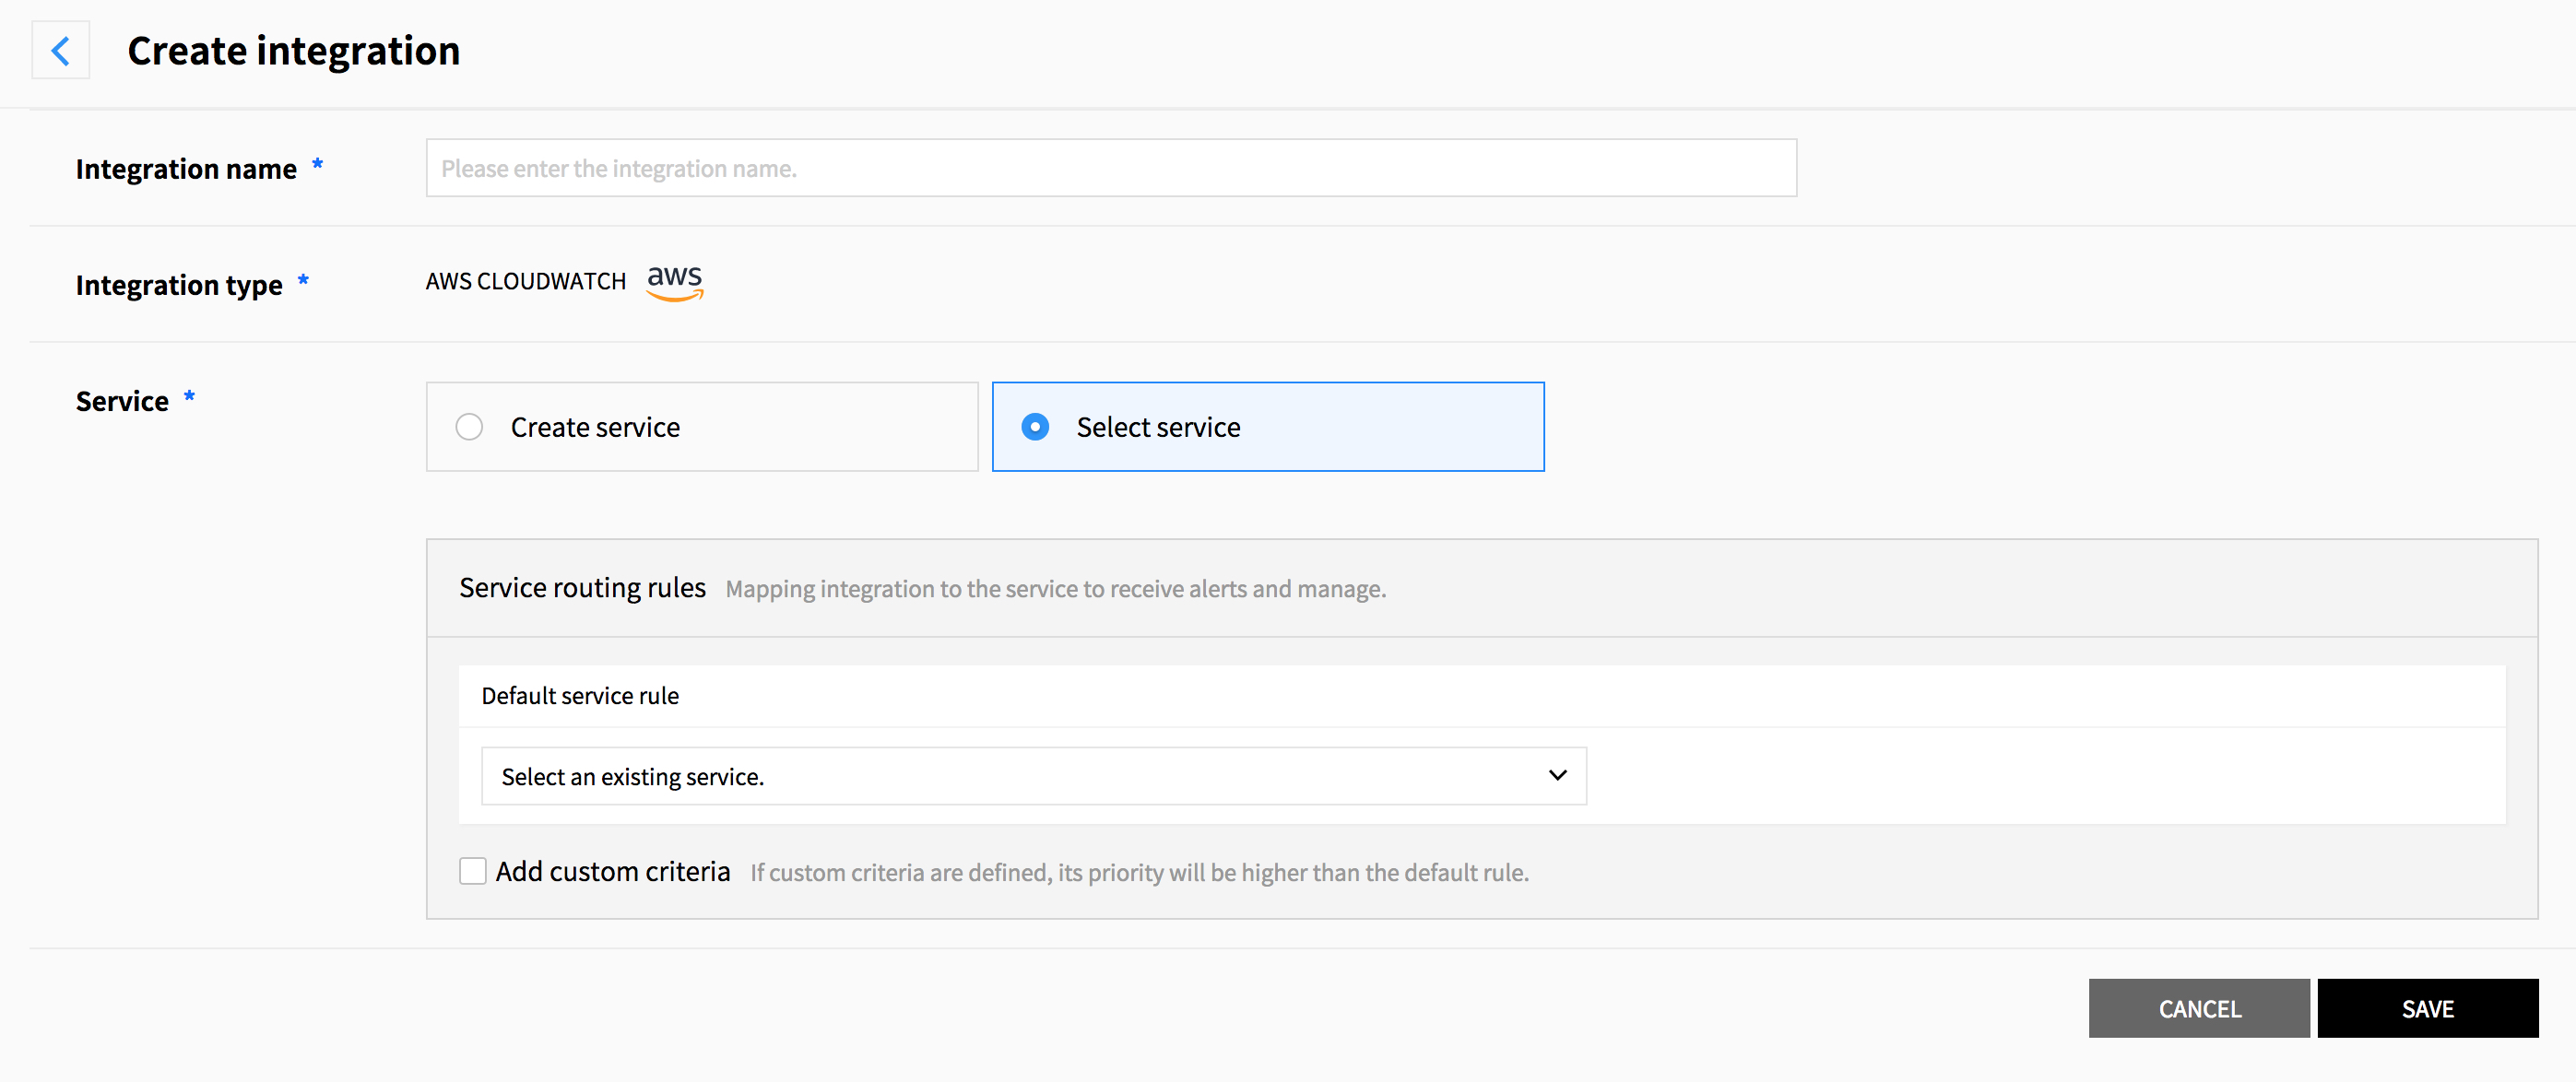 Create integration
Integration name *
Please enter the integration name.
Integration type *
AWS CLOUDWATCH aws
Service *
Create service
Select service
Service routing rules Mapping integration to the service to receive alerts and manage.
Default service rule
Select an existing service.
Add custom criteria If custom criteria are defined, its priority will be higher than the default rule.
CANCEL
SAVE